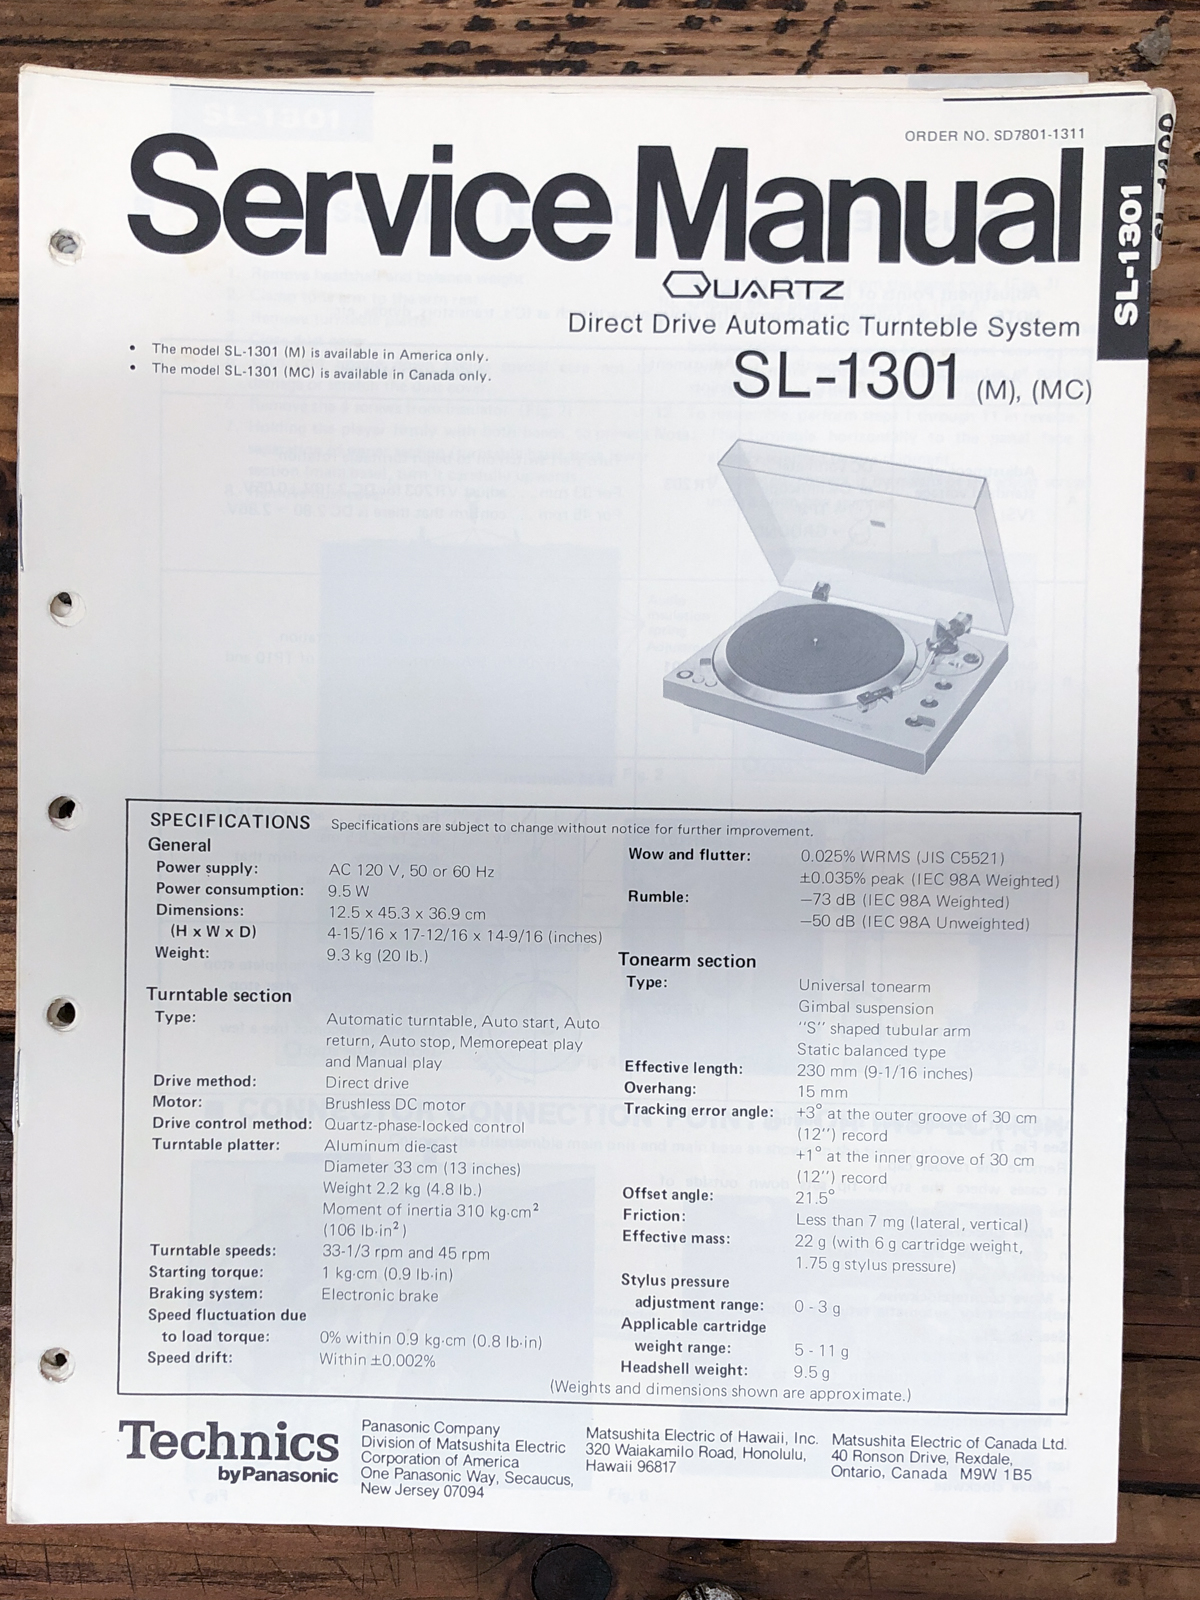 ORDER NO. SD7801-1311
Service Manual
QUARTZ
Direct Drive Automatic Turnteble System
SL-1301 (M), (MC)
• The model SL-1301 (M) is available in America only.
• The model SL-1301 (MC) is available in Canada only.
SL-1301
SPECIFICATIONS Specifications are subject to change without notice for further improvement.
General
Power supply: AC 120 V, 50 or 60 Hz
Power consumption: 9.5 W
Dimensions: 12.5 x 45.3 x 36.9 cm
(H x W x D) 4-15/16 x 17-12/16 x 14-9/16 (inches)
Weight: 9.3 kg (20 lb.)
Turntable section
Type: Automatic turntable, Auto start, Auto
return, Auto stop, Memorepeat play
and Manual play
Drive method: Direct drive
Motor: Brushless DC motor
Drive control method: Quartz-phase-locked control
Turntable platter: Aluminum die-cast
Diameter 33 cm (13 inches)
Weight 2.2 kg (4.8 lb.)
Moment of inertia 310 kg·cm²
(106 lb·in²)
Turntable speeds: 33-1/3 rpm and 45 rpm
Starting torque: 1 kg·cm (0.9 lb·in)
Braking system: Electronic brake
Speed fluctuation due
to load torque: 0% within 0.9 kg·cm (0.8 lb·in)
Speed drift: Within ±0.002%
Wow and flutter: 0.025% WRMS (JIS C5521)
±0.035% peak (IEC 98A Weighted)
Rumble: —73 dB (IEC 98A Weighted)
—50 dB (IEC 98A Unweighted)
Tonearm section
Type: Universal tonearm
Gimbal suspension
"S" shaped tubular arm
Static balanced type
Effective length: 230 mm (9-1/16 inches)
Overhang: 15 mm
Tracking error angle: +3° at the outer groove of 30 cm
(12") record
+1° at the inner groove of 30 cm
(12") record
Offset angle: 21.5°
Friction: Less than 7 mg (lateral, vertical)
Effective mass: 22 g (with 6 g cartridge weight,
1.75 g stylus pressure)
Stylus pressure
adjustment range: 0 - 3 g
Applicable cartridge
weight range: 5 - 11 g
Headshell weight: 9.5 g
(Weights and dimensions shown are approximate.)
Technics
by Panasonic
Panasonic Company
Division of Matsushita Electric
Corporation of America
One Panasonic Way, Secaucus,
New Jersey 07094
Matsushita Electric of Hawaii, Inc.
320 Waiakamilo Road, Honolulu,
Hawaii 96817
Matsushita Electric of Canada Ltd.
40 Ronson Drive, Rexdale,
Ontario, Canada M9W 1B5